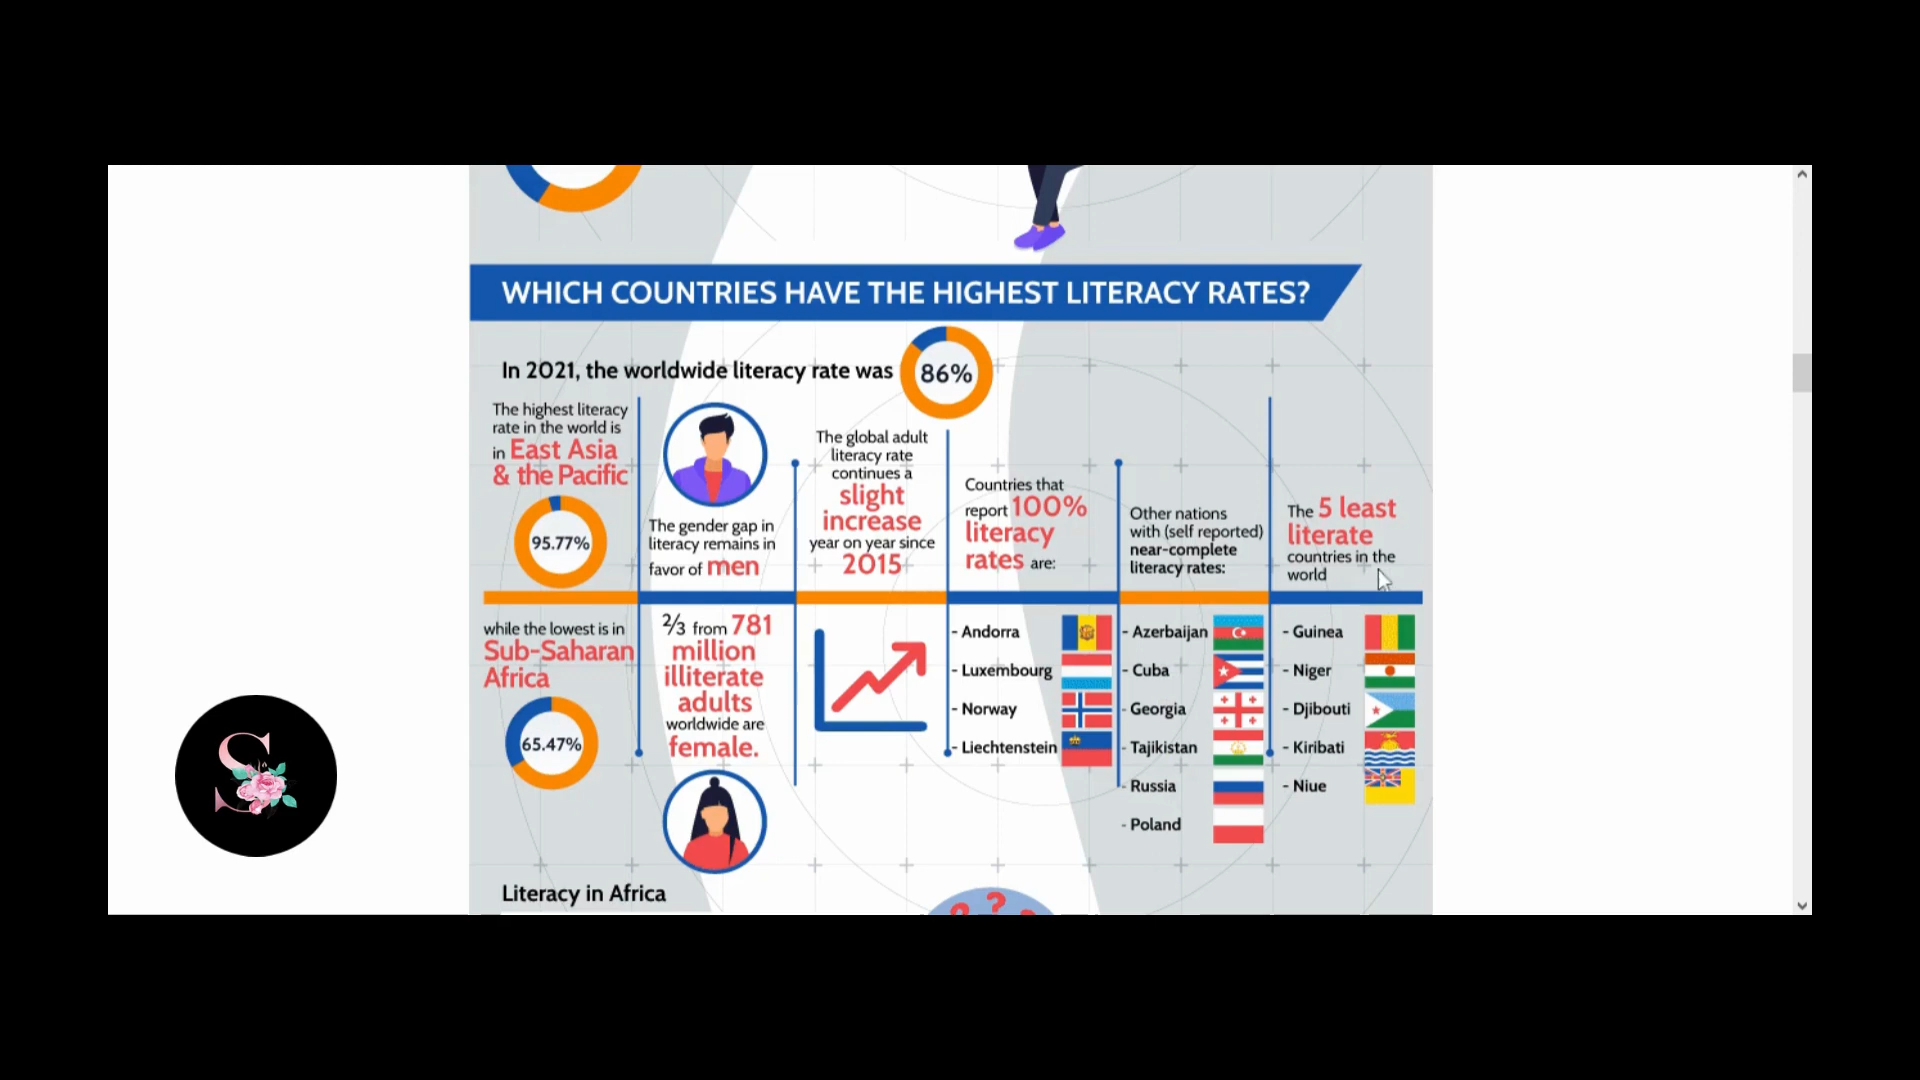 WHICH COUNTRIES HAVE THE HIGHEST LITERACY RATES?
In 2021, the worldwide literacy rate was
86%
The highest literacy
rate in the world is
in East Asia
& the Pacific
95.77%
while the lowest is in
Sub-Saharan
Africa
65.47%
The gender gap in
literacy remains in
favor of men
⅔ from 781
million
illiterate
adults
worldwide are
female.
The global adult
literacy rate
continues a
slight
increase
year on year since
2015
Countries that
report 100%
literacy
rates are:
- Andorra
- Luxembourg
- Norway
- Liechtenstein
Other nations
with (self reported)
near-complete
literacy rates:
- Azerbaijan
- Cuba
- Georgia
- Tajikistan
- Russia
- Poland
The 5 least
literate
countries in the
world
- Guinea
- Niger
- Djibouti
- Kiribati
- Niue
Literacy in Africa
? ? ?
S